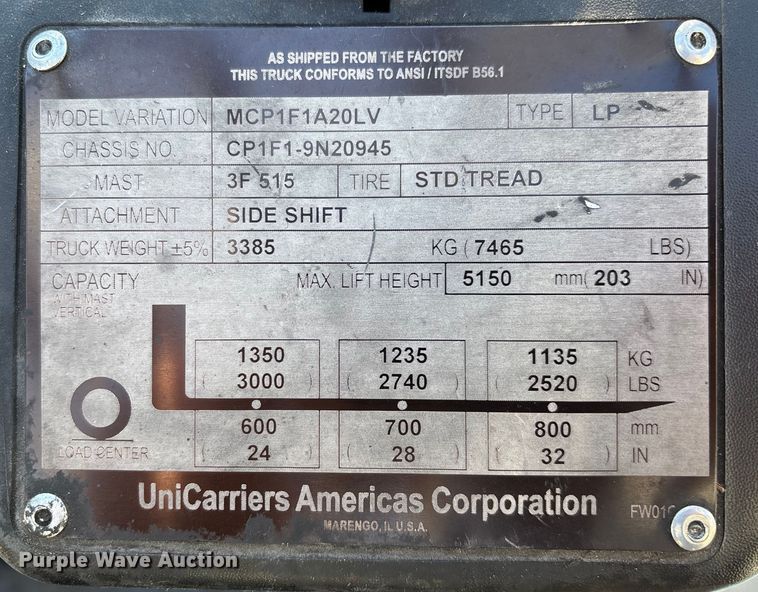 AS SHIPPED FROM THE FACTORY
THIS TRUCK CONFORMS TO ANSI / ITSDF B56.1
MODEL VARIATION MCP1F1A20LV TYPE LP
CHASSIS NO. CP1F1-9N20945
MAST 3F 515 TIRE STD TREAD
ATTACHMENT SIDE SHIFT
TRUCK WEIGHT ±5% 3385 KG ( 7465 LBS)
CAPACITY MAX. LIFT HEIGHT 5150 mm( 203 IN)
WITH MAST
VERTICAL
1350 1235 1135 KG
( 3000 ) ( 2740 ) ( 2520 ) LBS
600 700 800 mm
LOAD CENTER ( 24 ) ( 28 ) ( 32 ) IN
UniCarriers Americas Corporation
MARENGO, IL U.S.A.
Purple Wave Auction